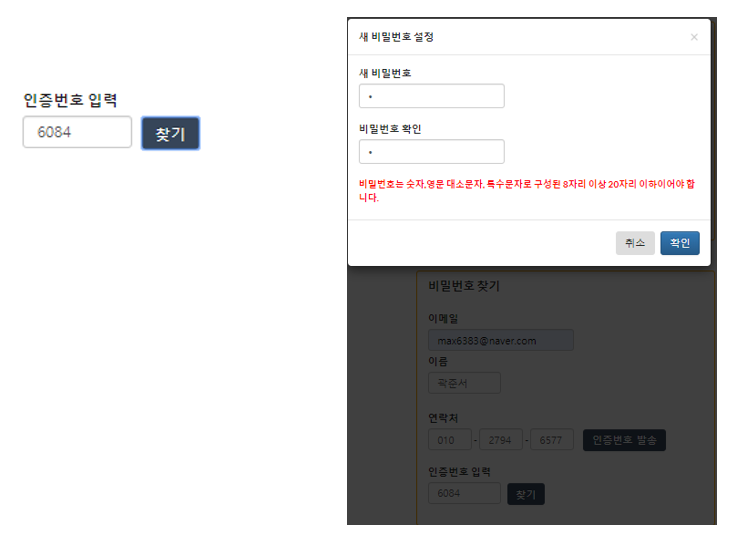 인증번호 입력
6084 찾기
새 비밀번호 설정 ×
새 비밀번호
•
비밀번호 확인
•
비밀번호는 숫자,영문 대소문자, 특수문자로 구성된 8자리 이상 20자리 이하이어야 합
니다.
취소 확인
비밀번호 찾기
이메일
max6383@naver.com
이름
곽준서
연락처
010 - 2794 - 6577 인증번호 발송
인증번호 입력
6084 찾기